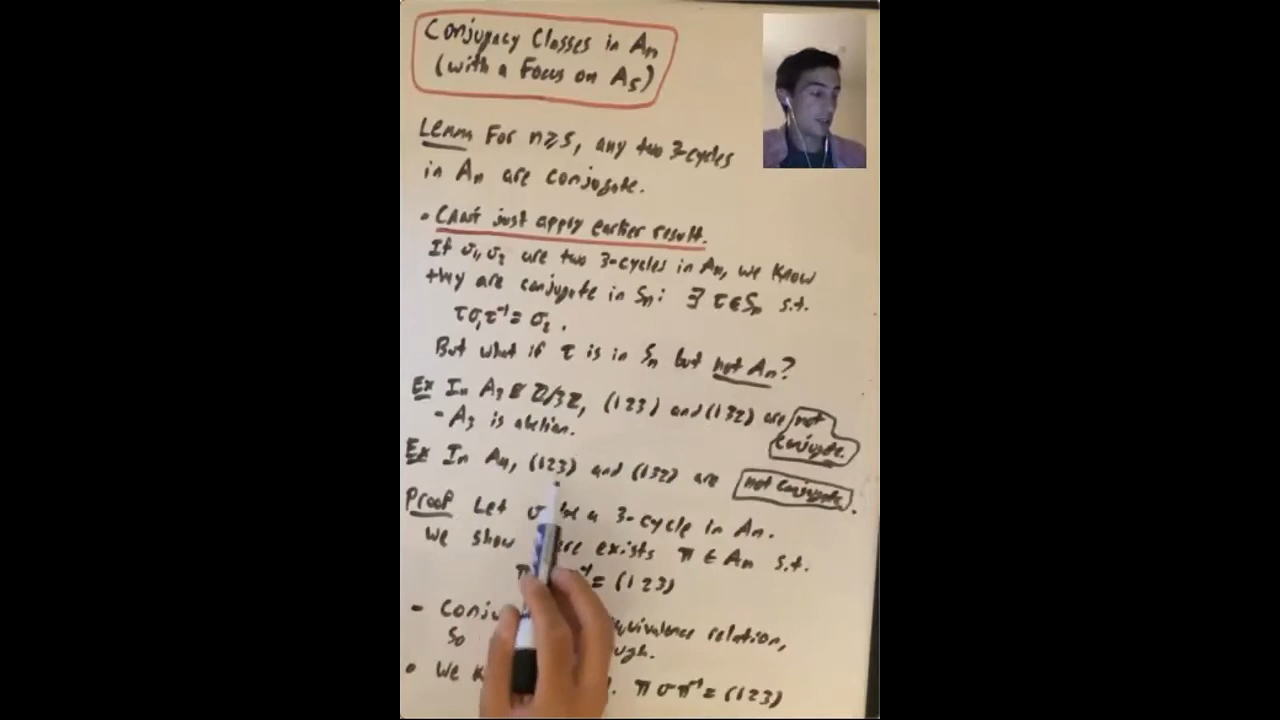 Conjugacy Classes in Aₙ
(with a Focus on A₅)
Lemm For n≥5, any two 3-cycles
in Aₙ are conjugate.
• Can't just apply earlier result.
If σ₁,σ₂ are two 3-cycles in Aₙ, we know
they are conjugate in Sₙ: ∃ τ∈Sₙ s.t.
τσ₁τ⁻¹=σ₂.
But what if τ is in Sₙ but not Aₙ?
Ex In A₃ ≅ Z/3Z, (123) and (132) are not
conjugate.
- A₃ is abelian.
Ex In A₄, (123) and (132) are not conjugate.
Proof Let σ be a 3-cycle in Aₙ.
We show exists π ∈ Aₙ s.t.
= (123)
- relation,
So
• We πσπ⁻¹=(123)